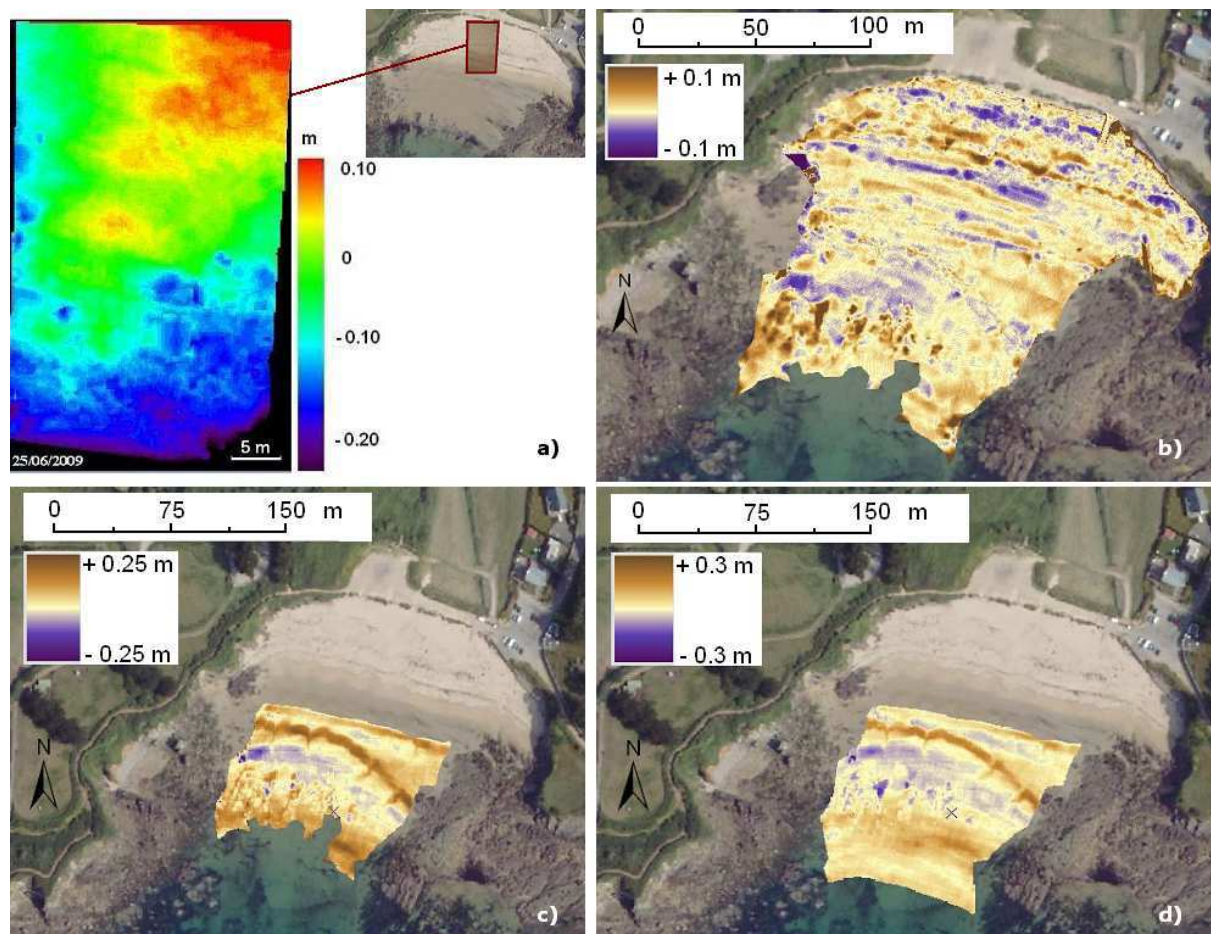 m
0.10
0
-0.10
-0.20
5 m
25/06/2009
a)
0 50 100 m
+ 0.1 m
- 0.1 m
N
b)
0 75 150 m
+ 0.25 m
- 0.25 m
N
c)
0 75 150 m
+ 0.3 m
- 0.3 m
N
d)